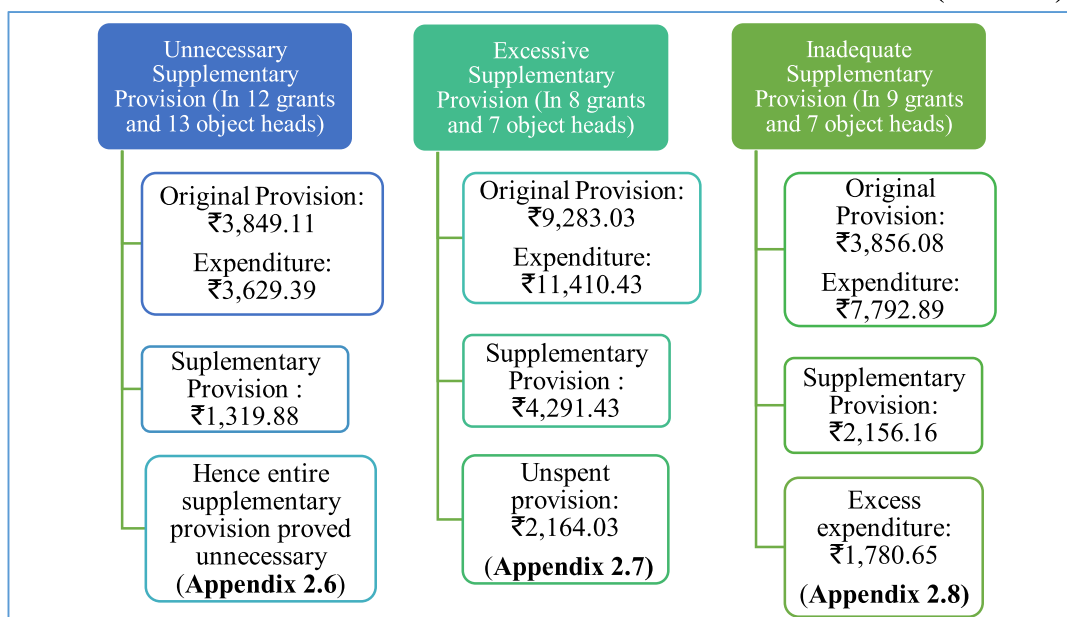 Unnecessary
Supplementary
Provision (In 12 grants
and 13 object heads)
Original Provision:
₹3,849.11
Expenditure:
₹3,629.39
Suplementary
Provision :
₹1,319.88
Hence entire
supplementary
provision proved
unnecessary
(Appendix 2.6)
Excessive
Supplementary
Provision (In 8 grants
and 7 object heads)
Original Provision:
₹9,283.03
Expenditure:
₹11,410.43
Supplementary
Provision :
₹4,291.43
Unspent
provision:
₹2,164.03
(Appendix 2.7)
Inadequate
Supplementary
Provision (In 9 grants
and 7 object heads)
Original
Provision:
₹3,856.08
Expenditure:
₹7,792.89
Supplementary
Provision:
₹2,156.16
Excess
expenditure:
₹1,780.65
(Appendix 2.8)